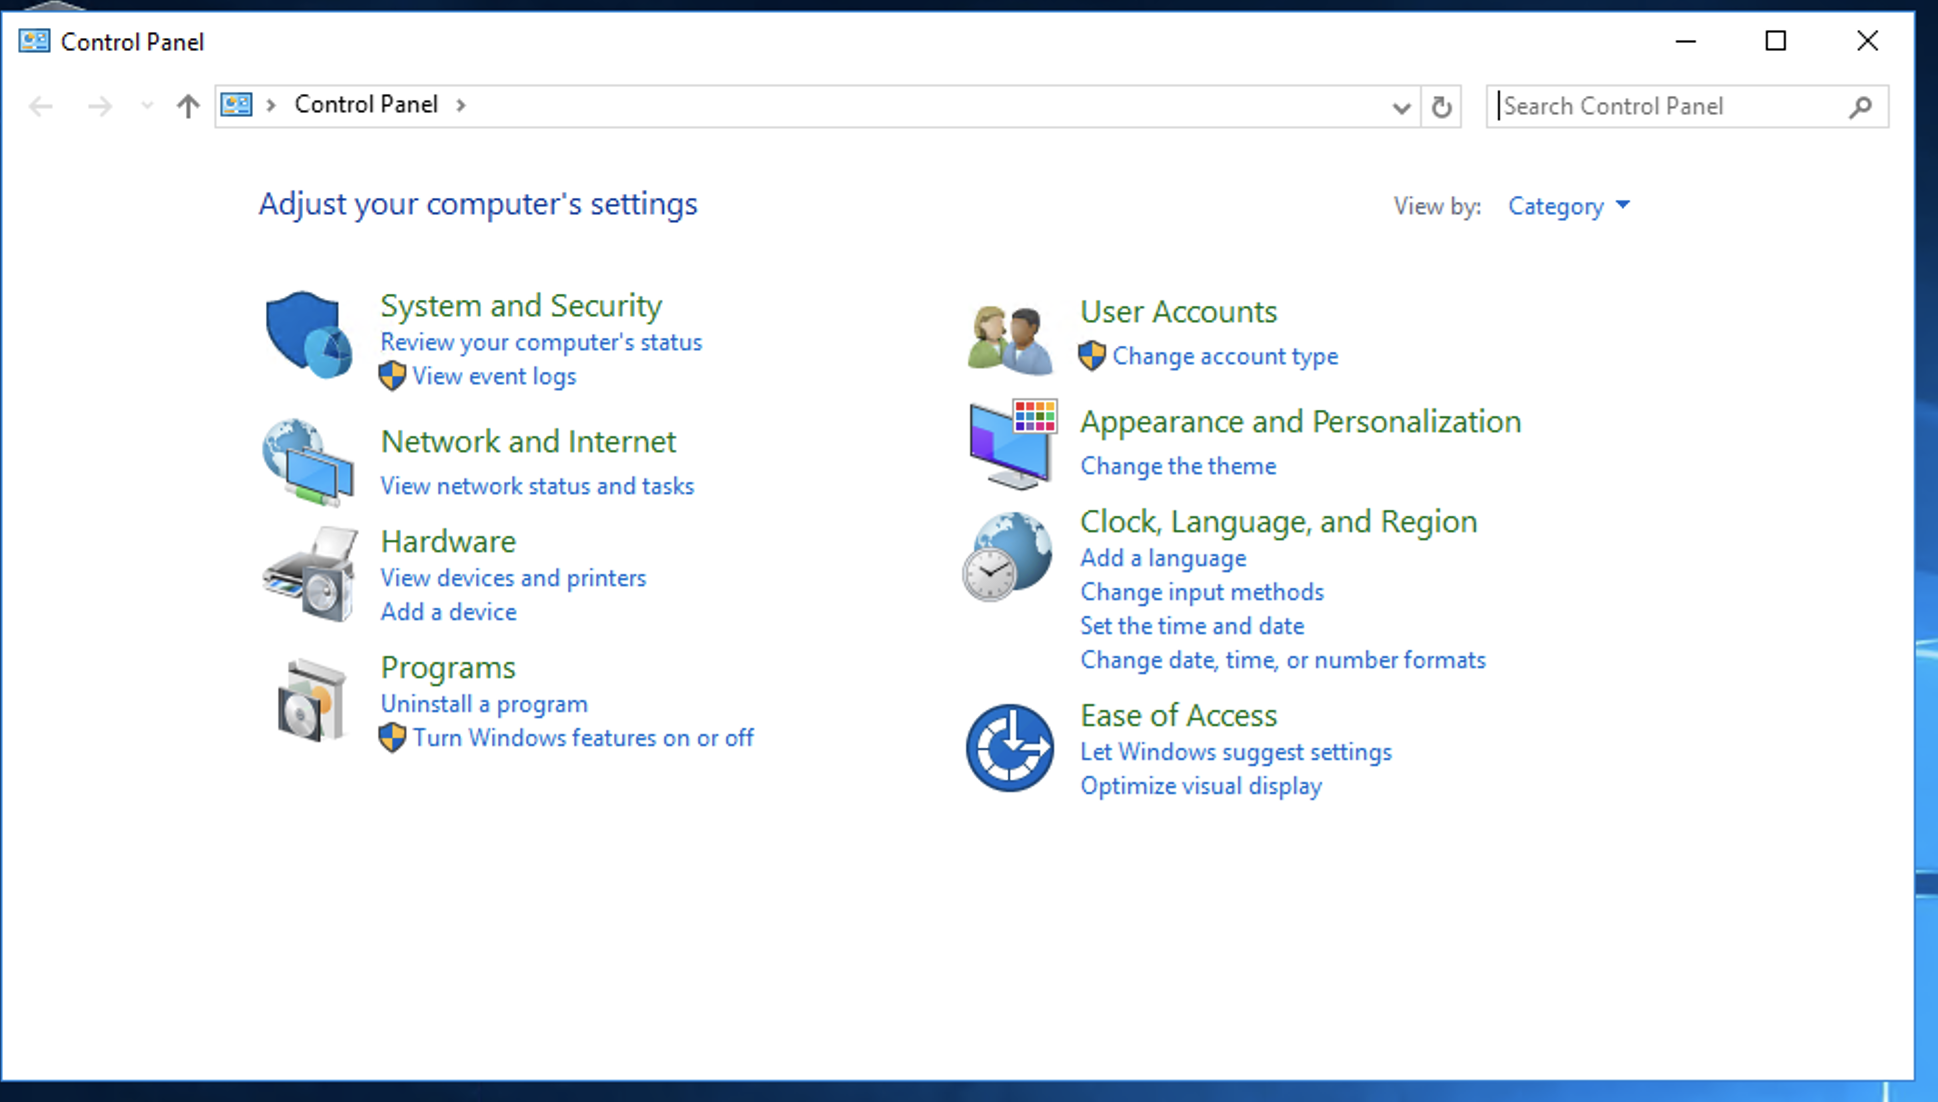 Control Panel
Control Panel
Search Control Panel
Adjust your computer's settings
View by: Category
System and Security
Review your computer's status
View event logs
Network and Internet
View network status and tasks
Hardware
View devices and printers
Add a device
Programs
Uninstall a program
Turn Windows features on or off
User Accounts
Change account type
Appearance and Personalization
Change the theme
Clock, Language, and Region
Add a language
Change input methods
Set the time and date
Change date, time, or number formats
Ease of Access
Let Windows suggest settings
Optimize visual display